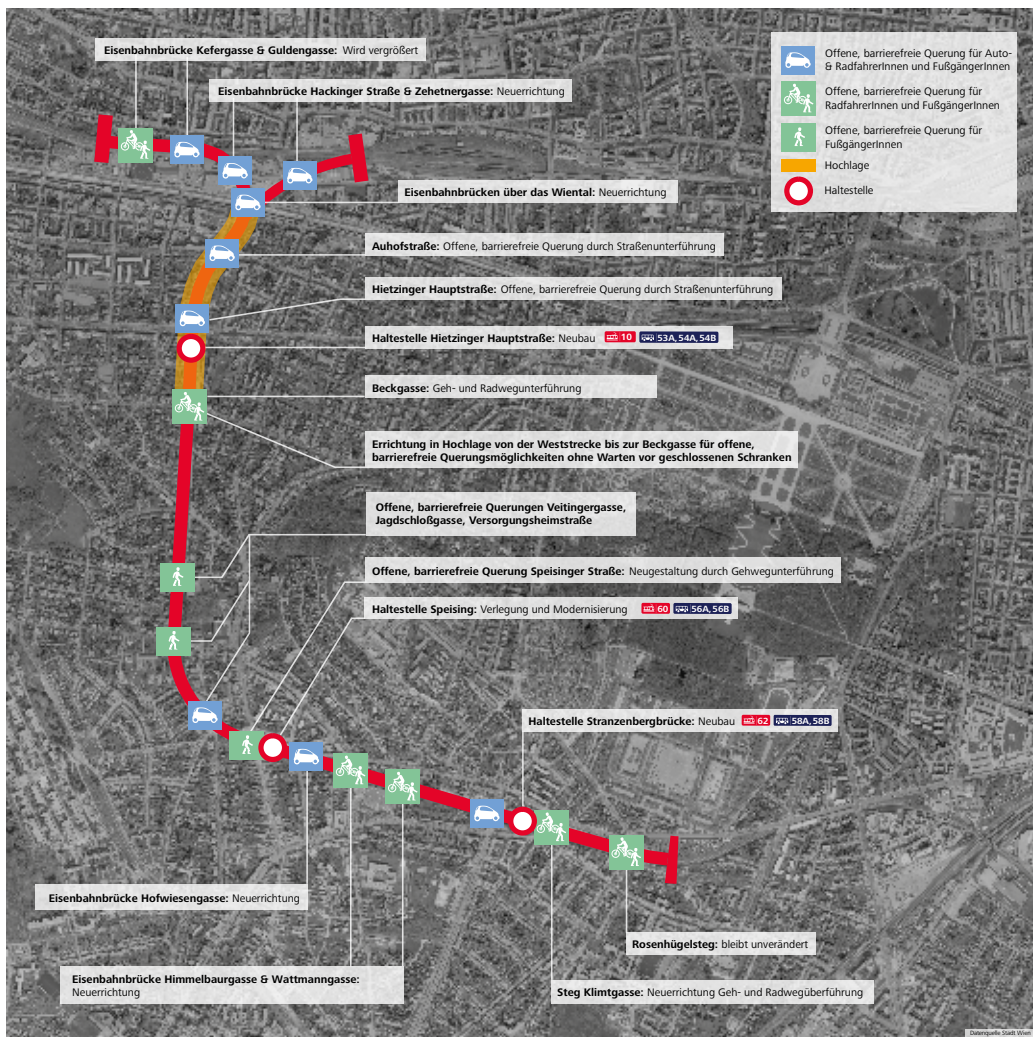 Eisenbahnbrücke Kefergasse & Guldengasse: Wird vergrößert
Eisenbahnbrücke Hackinger Straße & Zehetnergasse: Neuerrichtung
Offene, barrierefreie Querung für Auto-
& RadfahrerInnen und FußgängerInnen
Offene, barrierefreie Querung für
RadfahrerInnen und FußgängerInnen
Offene, barrierefreie Querung für
FußgängerInnen
Hochlage
Haltestelle
Eisenbahnbrücken über das Wiental: Neuerrichtung
Auhofstraße: Offene, barrierefreie Querung durch Straßenunterführung
Hietzinger Hauptstraße: Offene, barrierefreie Querung durch Straßenunterführung
Haltestelle Hietzinger Hauptstraße: Neubau 10 53A, 54A, 54B
Beckgasse: Geh- und Radwegunterführung
Errichtung in Hochlage von der Weststrecke bis zur Beckgasse für offene,
barrierefreie Querungsmöglichkeiten ohne Warten vor geschlossenen Schranken
Offene, barrierefreie Querungen Veitingergasse,
Jagdschloßgasse, Versorgungsheimstraße
Offene, barrierefreie Querung Speisinger Straße: Neugestaltung durch Gehwegunterführung
Haltestelle Speising: Verlegung und Modernisierung 60 56A, 56B
Haltestelle Stranzenbergbrücke: Neubau 62 58A, 58B
Eisenbahnbrücke Hofwiesengasse: Neuerrichtung
Rosenhügelsteg: bleibt unverändert
Eisenbahnbrücke Himmelbaurgasse & Wattmanngasse:
Neuerrichtung
Steg Klimtgasse: Neuerrichtung Geh- und Radwegüberführung
Datenquelle Stadt Wien